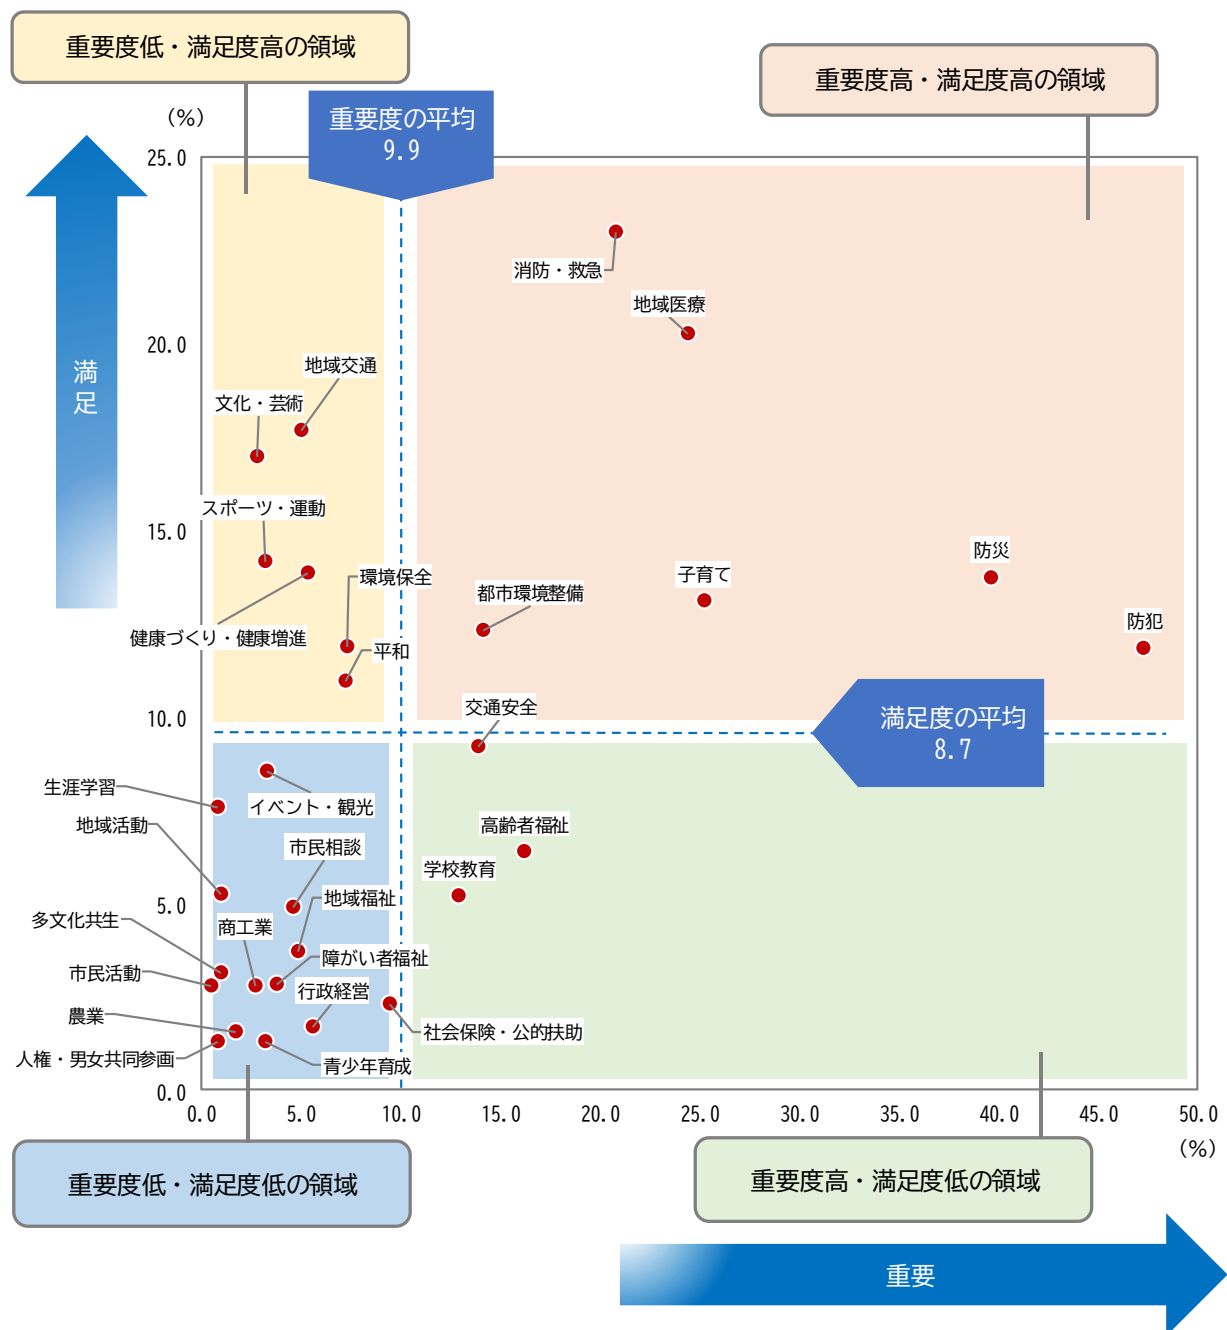 重要度低・満足度高の領域
重要度高・満足度高の領域
(%)
重要度の平均
9.9
25.0
消防・救急
地域医療
20.0
満足
地域交通
文化・芸術
スポーツ・運動
15.0
防災
環境保全
子育て
都市環境整備
防犯
健康づくり・健康増進
平和
10.0
交通安全
満足度の平均
8.7
生涯学習
イベント・観光
地域活動
高齢者福祉
市民相談
学校教育
5.0
地域福祉
多文化共生
商工業
障がい者福祉
市民活動
行政経営
農業
社会保険・公的扶助
人権・男女共同参画
青少年育成
0.0
0.0 5.0 10.0 15.0 20.0 25.0 30.0 35.0 40.0 45.0 50.0
(%)
重要度低・満足度低の領域
重要度高・満足度低の領域
重要